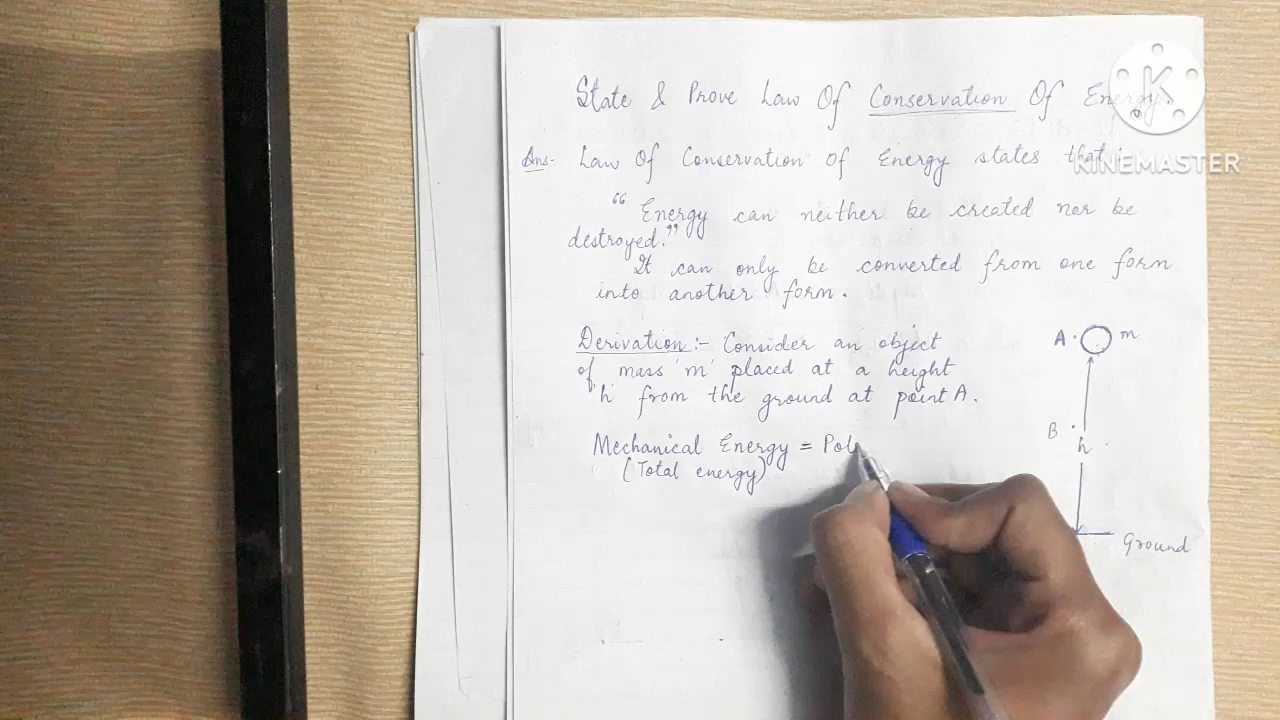 State & Prove Law Of Conservation Of Energy.
Ans- Law Of Conservation of Energy states that :
"Energy can neither be created nor be
destroyed."
It can only be converted from one form
into another form.
Derivation :- Consider an object
of mass 'm' placed at a height
'h' from the ground at point A.
Mechanical Energy = Pot
(Total energy)
A . m
B .
h
Ground
KINEMASTER